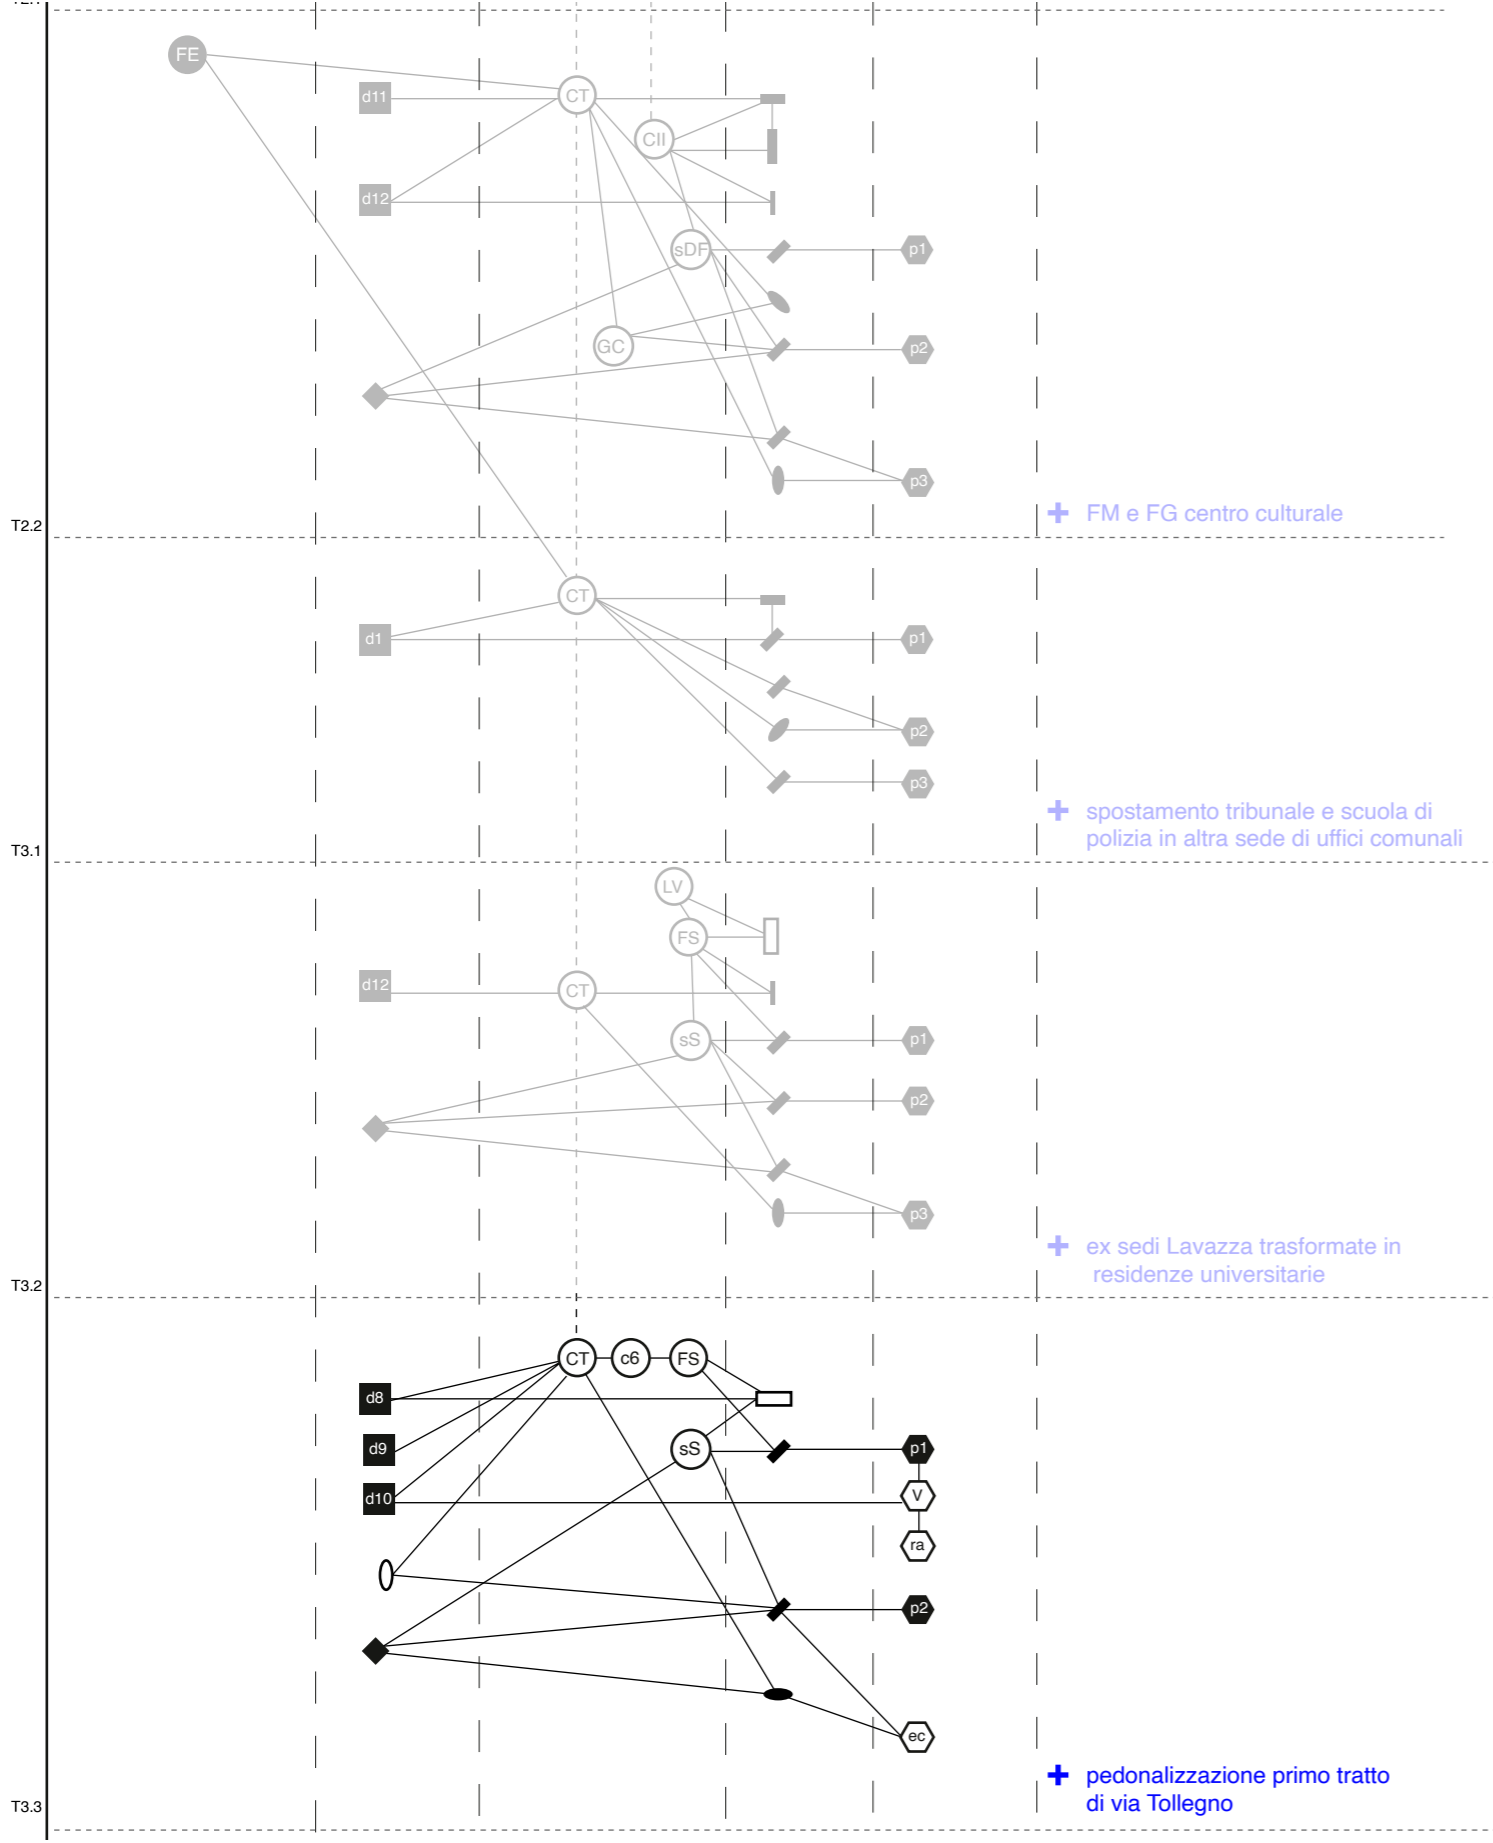 FE
d11
CT
CII
d12
sDF
p1
GC
p2
p3
T2.2
+ FM e FG centro culturale
CT
d1
p1
p2
p3
+ spostamento tribunale e scuola di
polizia in altra sede di uffici comunali
T3.1
LV
FS
d12
CT
sS
p1
p2
p3
+ ex sedi Lavazza trasformate in
residenze universitarie
T3.2
CT c6 FS
d8
d9
sS
p1
d10
V
ra
p2
ec
+ pedonalizzazione primo tratto
di via Tollegno
T3.3